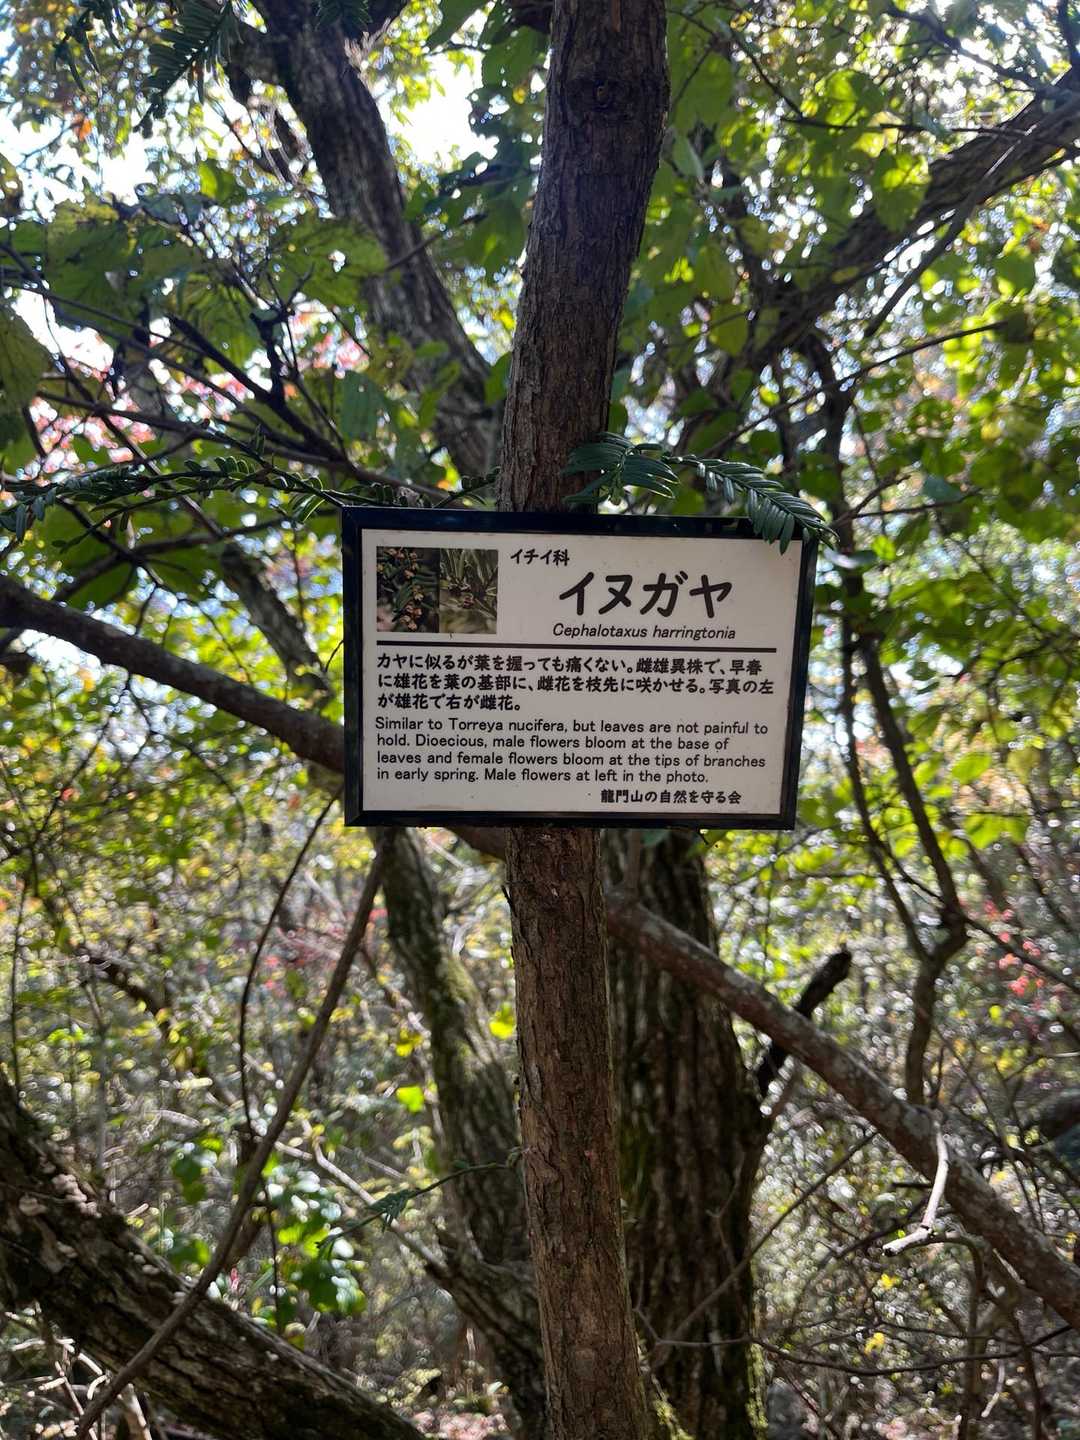 イチイ科
イヌガヤ
Cephalotaxus harringtonia
カヤに似るが葉を握っても痛くない。雌雄異株で、早春
に雄花を葉の基部に、雌花を枝先に咲かせる。写真の左
が雄花で右が雌花。
Similar to Torreya nucifera, but leaves are not painful to
hold. Dioecious, male flowers bloom at the base of
leaves and female flowers bloom at the tips of branches
in early spring. Male flowers at left in the photo.
龍門山の自然を守る会